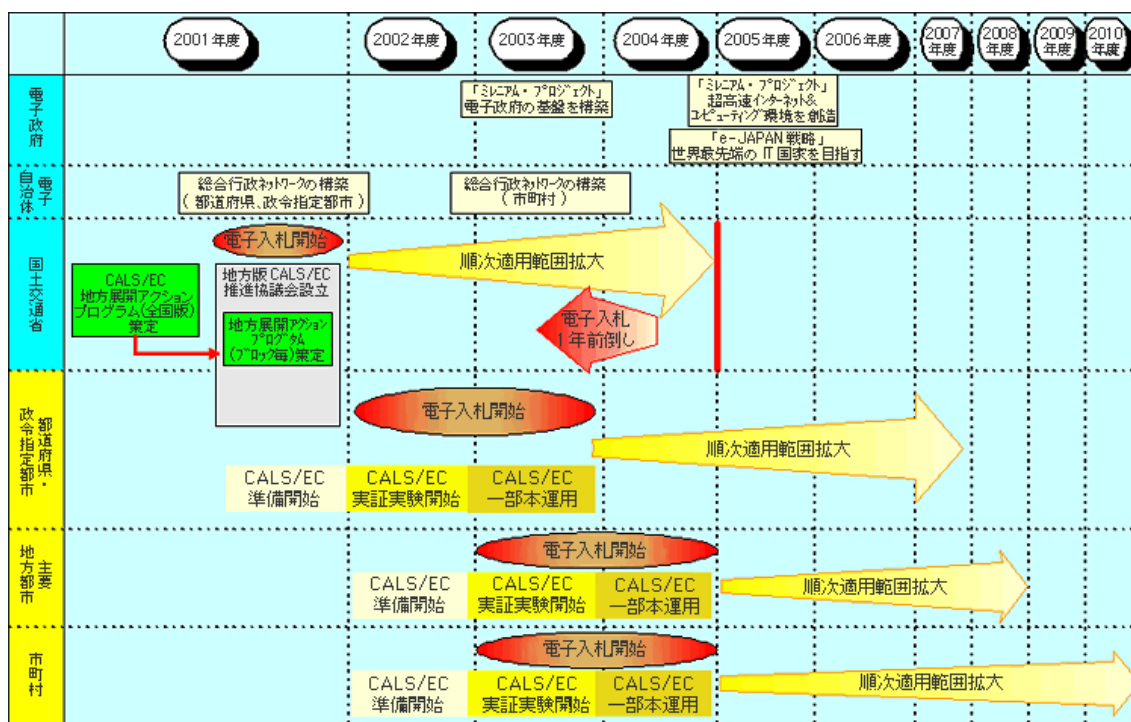 2001年度
2002年度
2003年度
2004年度
2005年度
2006年度
2007
年度
2008
年度
2009
年度
2010
年度
電子政府
「ミレニアム・プロジェクト」
電子政府の基盤を構築
「ミレニアム・プロジェクト」
超高速インターネット&
コピューティング環境を創造
「e-JAPAN戦略」
世界最先端のIT国家を目指す
電子
自治体
総合行政ネットワークの構築
(都道府県、政令指定都市)
総合行政ネットワークの構築
(市町村)
国土交通省
電子入札開始
順次適用範囲拡大
CALS/EC
地方展開アクション
プログラム(全国版)
策定
地方版CALS/EC
推進協議会設立
地方展開アクション
プログタム
(ブロック毎)策定
電子入札
1年前倒し
都道府県・
政令指定都市
電子入札開始
順次適用範囲拡大
CALS/EC
準備開始
CALS/EC
実証実験開始
CALS/EC
一部本運用
主要
地方都市
電子入札開始
CALS/EC
準備開始
CALS/EC
実証実験開始
CALS/EC
一部本運用
順次適用範囲拡大
市町村
電子入札開始
CALS/EC
準備開始
CALS/EC
実証実験開始
CALS/EC
一部本運用
順次適用範囲拡大